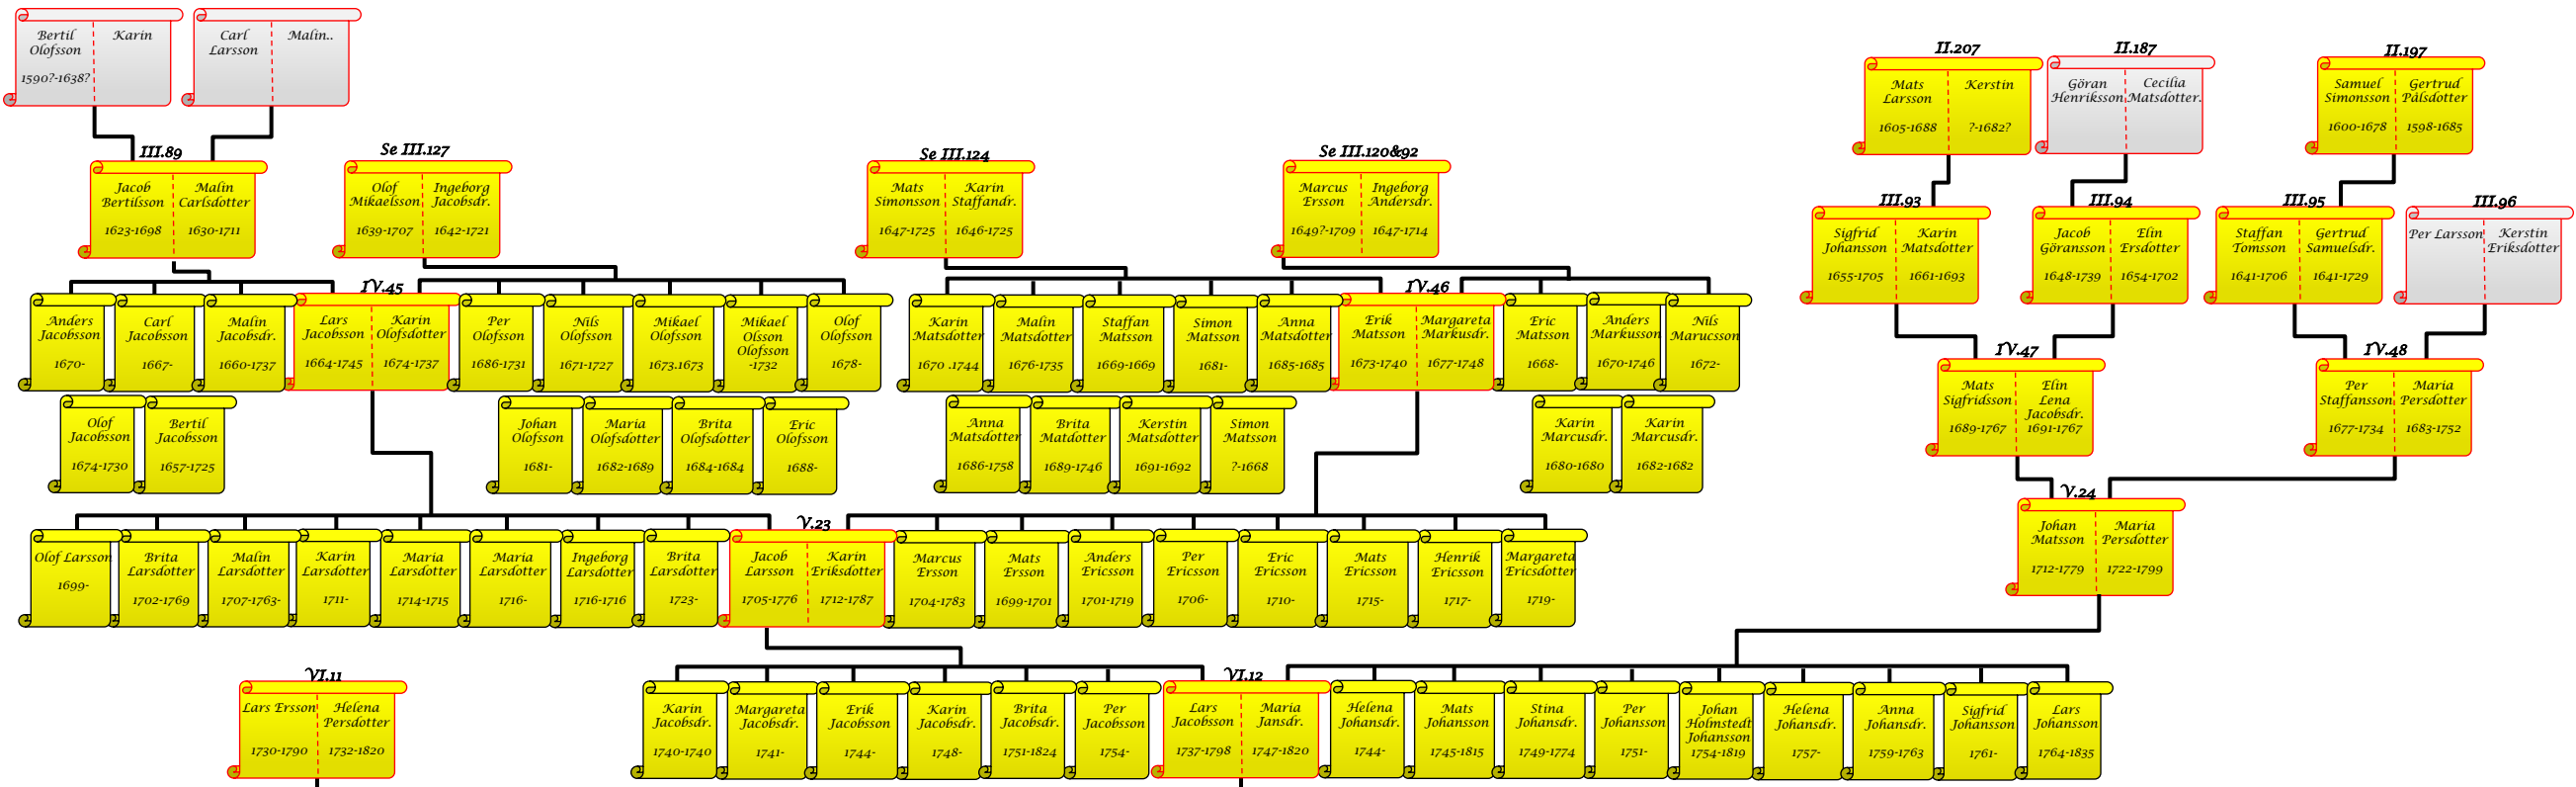 Bertil
Olofsson
1590?-1638?
Karin
Carl
Larsson
Malin..
II.207
Mats
Larsson
1605-1688
Kerstin
?-1682?
II.187
Göran
Henriksson
Cecilia
Matsdotter.
II.197
Samuel
Simonsson
1600-1678
Gertrud
Pålsdotter
1598-1685
III.89
Jacob
Bertilsson
1623-1698
Malin
Carlsdotter
1630-1711
Se III.127
Olof
Mikaelsson
1639-1707
Ingeborg
Jacobsdr.
1642-1721
Se III.124
Mats
Simonsson
1647-1725
Karin
Staffandr.
1646-1725
Se III.120&92
Marcus
Ersson
1649?-1709
Ingeborg
Andersdr.
1647-1714
III.93
Sigfrid
Johansson
1655-1705
Karin
Matsdotter
1661-1693
III.94
Jacob
Göransson
1648-1739
Elin
Ersdotter
1654-1702
III.95
Staffan
Tomsson
1641-1706
Gertrud
Samuelsdr.
1641-1729
III.96
Per Larsson
Kerstin
Eriksdotter
Anders
Jacobsson
1670-
Carl
Jacobsson
1667-
Malin
Jacobsdr.
1660-1737
IV.45
Lars
Jacobsson
1664-1745
Karin
Olofsdotter
1674-1737
Per
Olofsson
1686-1731
Nils
Olofsson
1671-1727
Mikael
Olofsson
1673.1673
Mikael
Olsson
Olofsson
-1732
Olof
Olofsson
1678-
Karin
Matsdotter
1670 .1744
Malin
Matsdotter
1676-1735
Staffan
Matsson
1669-1669
Simon
Matsson
1681-
Anna
Matsdotter
1685-1685
IV.46
Erik
Matsson
1673-1740
Margareta
Markusdr.
1677-1748
Eric
Matsson
1668-
Anders
Markusson
1670-1746
Nils
Marucsson
1672-
IV.47
Mats
Sigfridsson
1689-1767
Elin
Lena
Jacobsdr.
1691-1767
IV.48
Per
Staffansson
1677-1734
Maria
Persdotter
1683-1752
Olof
Jacobsson
1674-1730
Bertil
Jacobsson
1657-1725
Johan
Olofsson
1681-
Maria
Olofsdotter
1682-1689
Brita
Olofsdotter
1684-1684
Eric
Olofsson
1688-
Anna
Matsdotter
1686-1758
Brita
Matdotter
1689-1746
Kerstin
Matsdotter
1691-1692
Simon
Matsson
?-1668
Karin
Marcusdr.
1680-1680
Karin
Marcusdr.
1682-1682
V.24
Johan
Matsson
1712-1779
Maria
Persdotter
1722-1799
Olof Larsson
1699-
Brita
Larsdotter
1702-1769
Malin
Larsdotter
1707-1763-
Karin
Larsdotter
1711-
Maria
Larsdotter
1714-1715
Maria
Larsdotter
1716-
Ingeborg
Larsdotter
1716-1716
Brita
Larsdotter
1723-
V.23
Jacob
Larsson
1705-1776
Karin
Eriksdotter
1712-1787
Marcus
Ersson
1704-1783
Mats
Ersson
1699-1701
Anders
Ericsson
1701-1719
Per
Ericsson
1706-
Eric
Ericsson
1710-
Mats
Ericsson
1715-
Henrik
Ericsson
1717-
Margareta
Ericsdotter
1719-
VI.11
Lars Ersson
1730-1790
Helena
Persdotter
1732-1820
Karin
Jacobsdr.
1740-1740
Margareta
Jacobsdr.
1741-
Erik
Jacobsson
1744-
Karin
Jacobsdr.
1748-
Brita
Jacobsdr.
1751-1824
Per
Jacobsson
1754-
VI.12
Lars
Jacobsson
1737-1798
Maria
Jansdr.
1747-1820
Helena
Johansdr.
1744-
Mats
Johansson
1745-1815
Stina
Johansdr.
1749-1774
Per
Johansson
1751-
Johan
Holmstedt
Johansson
1754-1819
Helena
Johansdr.
1757-
Anna
Johansdr.
1759-1763
Sigfrid
Johansson
1761-
Lars
Johansson
1764-1835